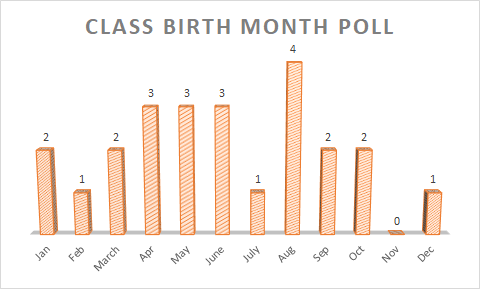 CLASS BIRTH MONTH POLL
2 1 2 3 3 3 1 4 2 2 0 1
Jan Feb March Apr May June July Aug Sep Oct Nov Dec